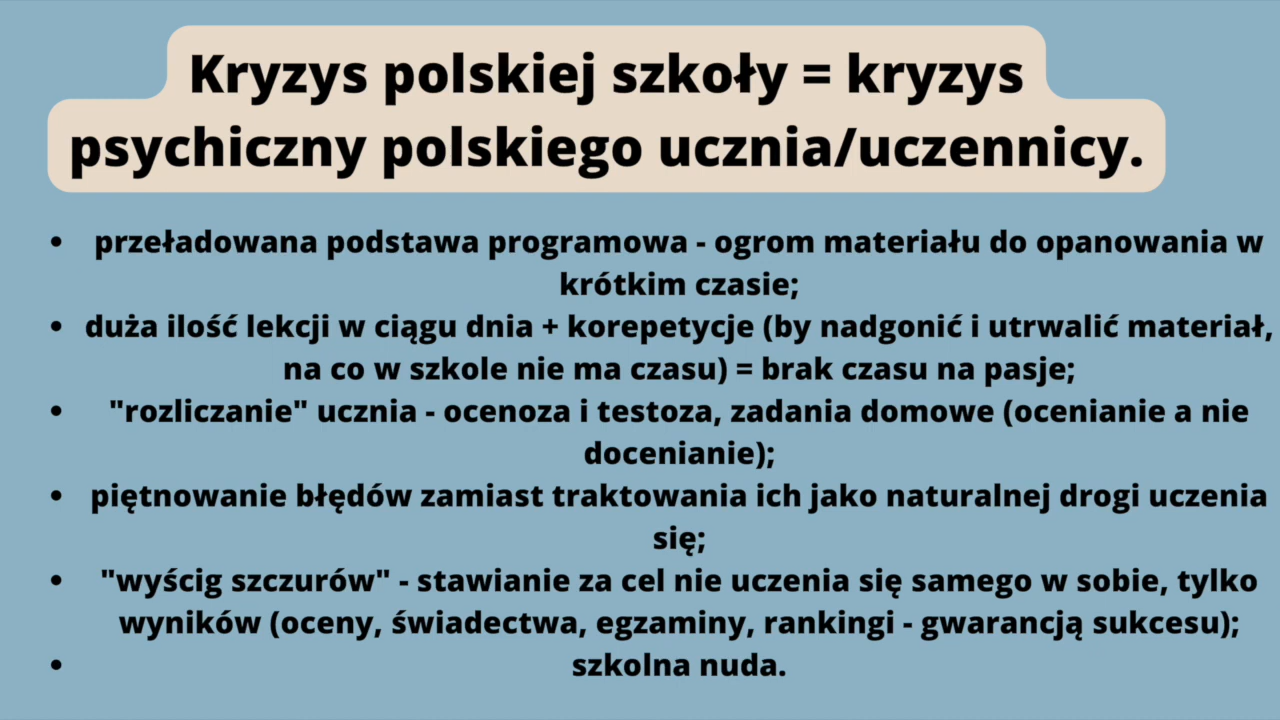 Kryzys polskiej szkoły = kryzys
psychiczny polskiego ucznia/uczennicy.
• przeładowana podstawa programowa - ogrom materiału do opanowania w
krótkim czasie;
• duża ilość lekcji w ciągu dnia + korepetycje (by nadgonić i utrwalić materiał,
na co w szkole nie ma czasu) = brak czasu na pasje;
• "rozliczanie" ucznia - ocenoza i testoza, zadania domowe (ocenianie a nie
docenianie);
• piętnowanie błędów zamiast traktowania ich jako naturalnej drogi uczenia
się;
• "wyścig szczurów" - stawianie za cel nie uczenia się samego w sobie, tylko
wyników (oceny, świadectwa, egzaminy, rankingi - gwarancją sukcesu);
• szkolna nuda.